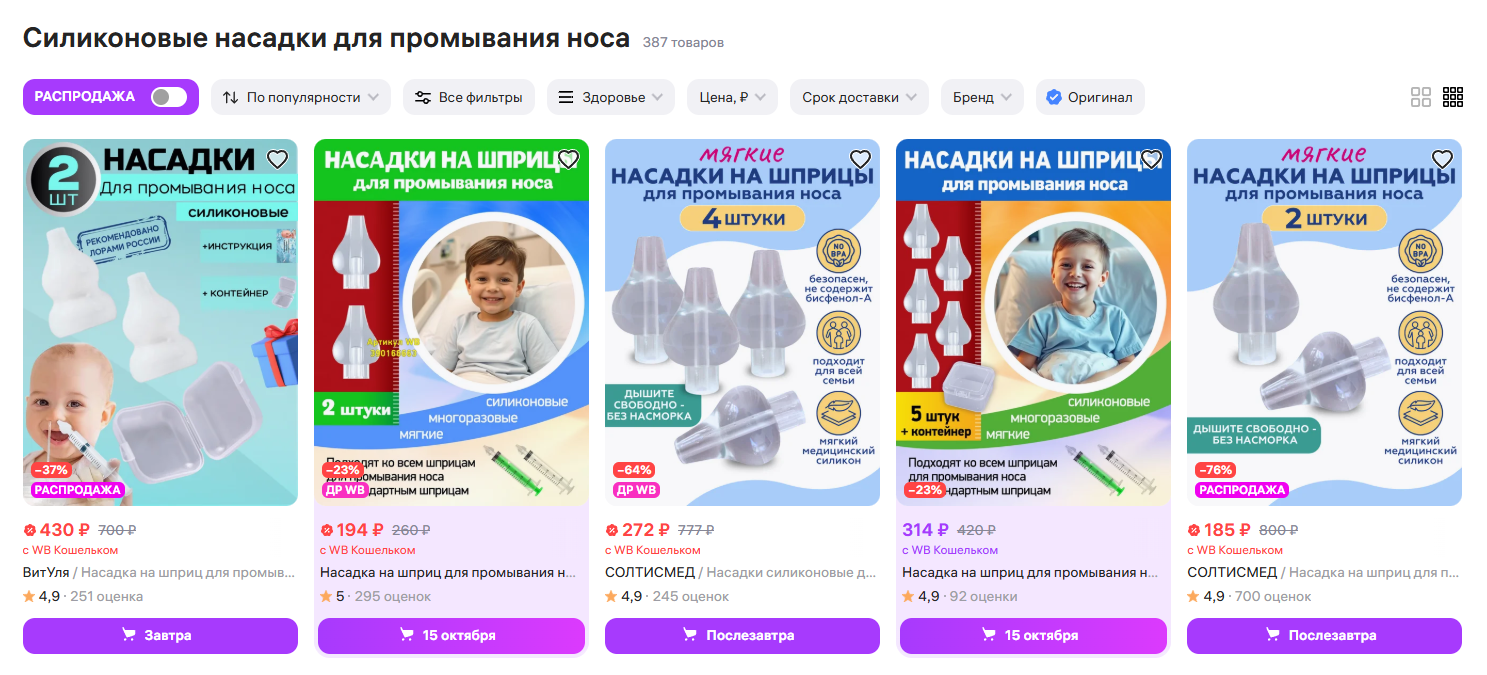 Силиконовые насадки для промывания носа 387 товаров
РАСПРОДАЖА По популярности Все фильтры Здоровье Цена, ₽ Срок доставки Бренд Оригинал
2 ШТ
НАСАДКИ
Для промывания носа
СИЛИКОНОВЫЕ
РЕКОМЕНДОВАНО
ЛОРАМИ РОССИИ
+ИНСТРУКЦИЯ
+ КОНТЕЙНЕР
−37%
РАСПРОДАЖА
НАСАДКИ НА ШПРИЦ
для промывания носа
Артикул WB
2 штуки
силиконовые
многоразовые
мягкие
Подходят ко всем шприцам
для промывания носа
дартным шприцам
−23%
ДР WB
мягкие
НАСАДКИ НА ШПРИЦЫ
для промывания носа
4 ШТУКИ
NO BPA
безопасен,
не содержит
бисфенол-А
подходит
для всей
семьи
мягкий
медицинский
силикон
ДЫШИТЕ
СВОБОДНО -
БЕЗ НАСМОРКА
−64%
ДР WB
НАСАДКИ НА ШПРИЦ
для промывания носа
5 штук
+ контейнер
силиконовые
многоразовые
мягкие
Подходят ко всем шприцам
для промывания носа
ндартным шприцам
−23%
мягкие
НАСАДКИ НА ШПРИЦЫ
для промывания носа
2 ШТУКИ
NO BPA
безопасен,
не содержит
бисфенол-А
подходит
для всей
семьи
мягкий
медицинский
силикон
ДЫШИТЕ СВОБОДНО -
БЕЗ НАСМОРКА
−76%
РАСПРОДАЖА
430 ₽ 700 ₽
с WB Кошельком
ВитУля / Насадка на шприц для промыв...
4,9 · 251 оценка
Завтра
194 ₽ 260 ₽
с WB Кошельком
Насадка на шприц для промывания н...
5 · 295 оценок
15 октября
272 ₽ 777 ₽
с WB Кошельком
СОЛТИСМЕД / Насадки силиконовые д...
4,9 · 245 оценок
Послезавтра
314 ₽ 420 ₽
с WB Кошельком
Насадка на шприц для промывания н...
4,9 · 92 оценки
15 октября
185 ₽ 800 ₽
с WB Кошельком
СОЛТИСМЕД / Насадка на шприц для п...
4,9 · 700 оценок
Послезавтра